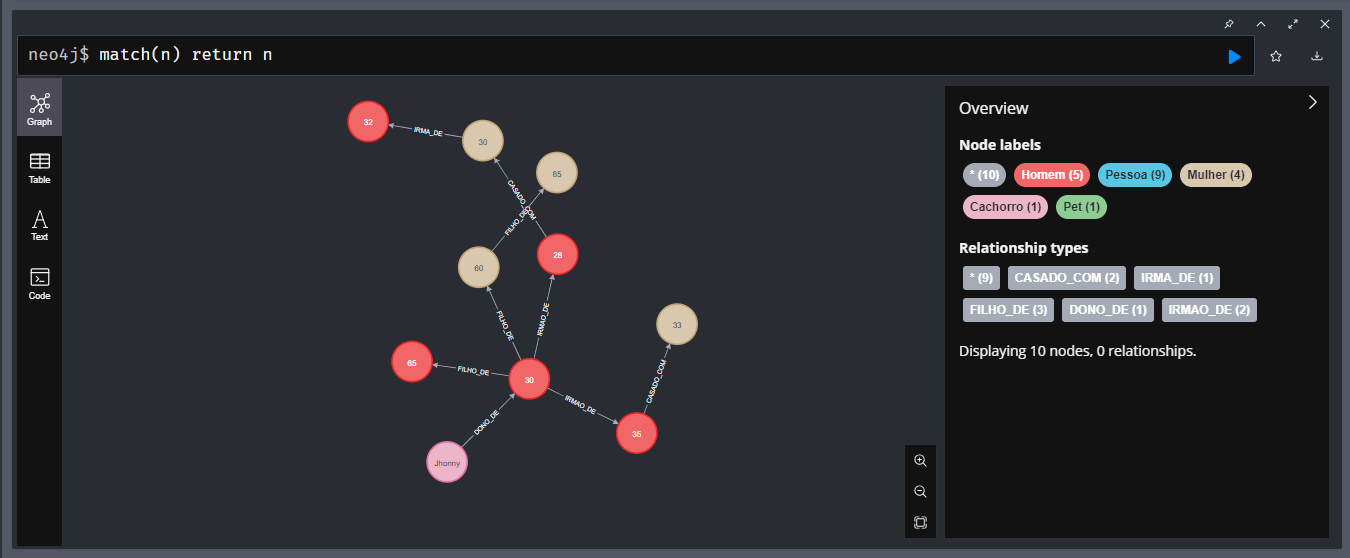 neo4j$ match(n) return n
Graph
Table
Text
Code
32
IRMA_DE
30
85
CASADO_COM
FILHO_DE
60
28
FILHO_DE
IRMAO_DE
33
65
FILHO_DE
30
CASADO_COM
IRMAO_DE
DONO_DE
35
Jhonny
Overview
Node labels
* (10) Homem (5) Pessoa (9) Mulher (4)
Cachorro (1) Pet (1)
Relationship types
* (9) CASADO_COM (2) IRMA_DE (1)
FILHO_DE (3) DONO_DE (1) IRMAO_DE (2)
Displaying 10 nodes, 0 relationships.